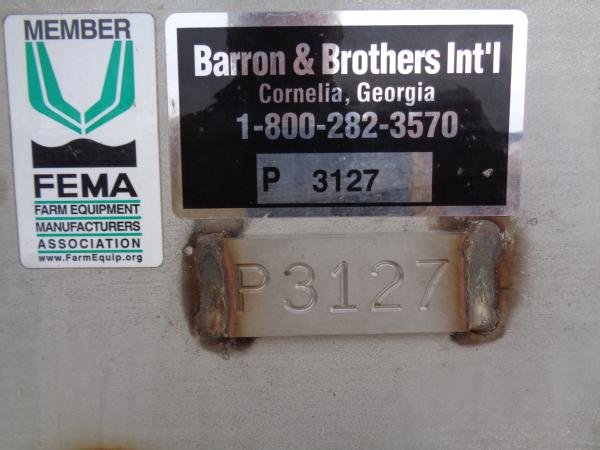 MEMBER
FEMA
FARM EQUIPMENT
MANUFACTURERS
ASSOCIATION
www.FarmEquip.org
Barron & Brothers Int'l
Cornelia, Georgia
1-800-282-3570
P 3127
P3127